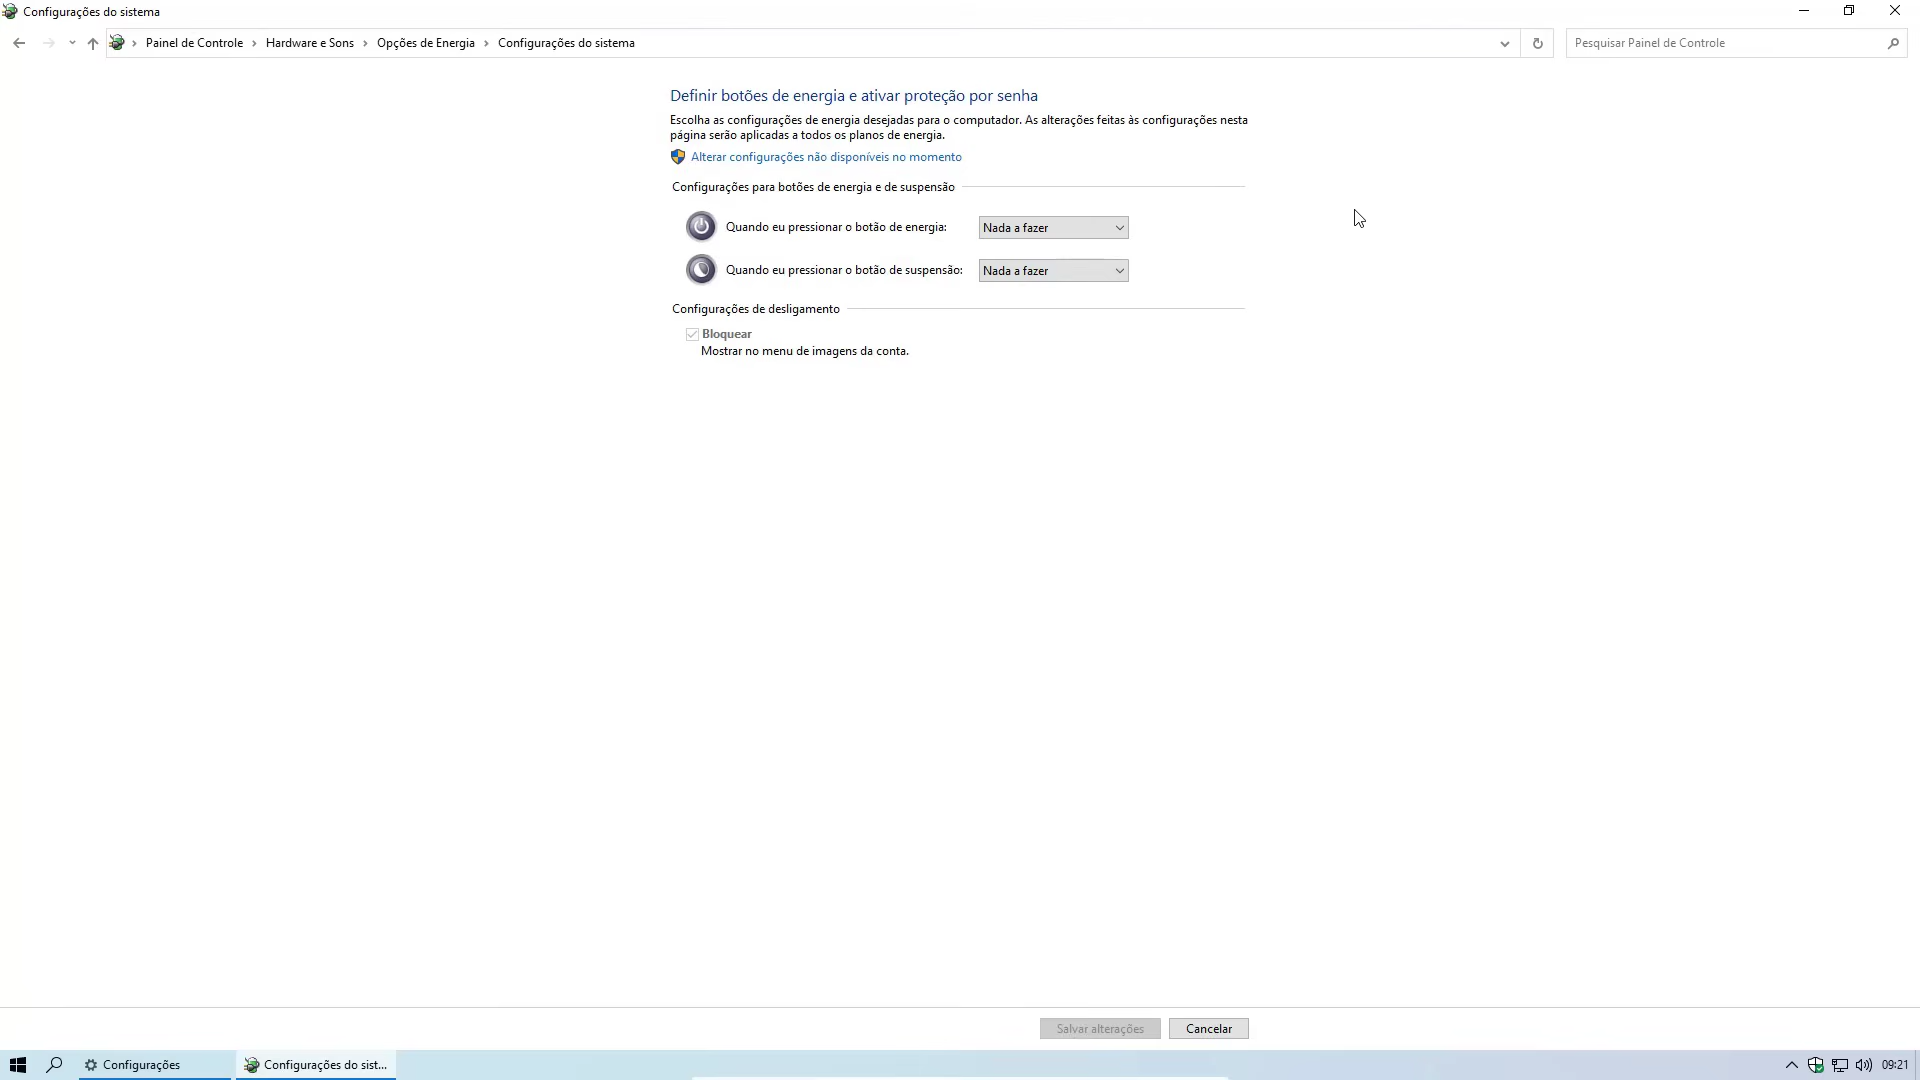 Configurações do sistema
Painel de Controle > Hardware e Sons > Opções de Energia > Configurações do sistema
Pesquisar Painel de Controle
Definir botões de energia e ativar proteção por senha
Escolha as configurações de energia desejadas para o computador. As alterações feitas às configurações nesta
página serão aplicadas a todos os planos de energia.
Alterar configurações não disponíveis no momento
Configurações para botões de energia e de suspensão
Quando eu pressionar o botão de energia: Nada a fazer
Quando eu pressionar o botão de suspensão: Nada a fazer
Configurações de desligamento
Bloquear
Mostrar no menu de imagens da conta.
Salvar alterações Cancelar
Configurações Configurações do sist... 09:21